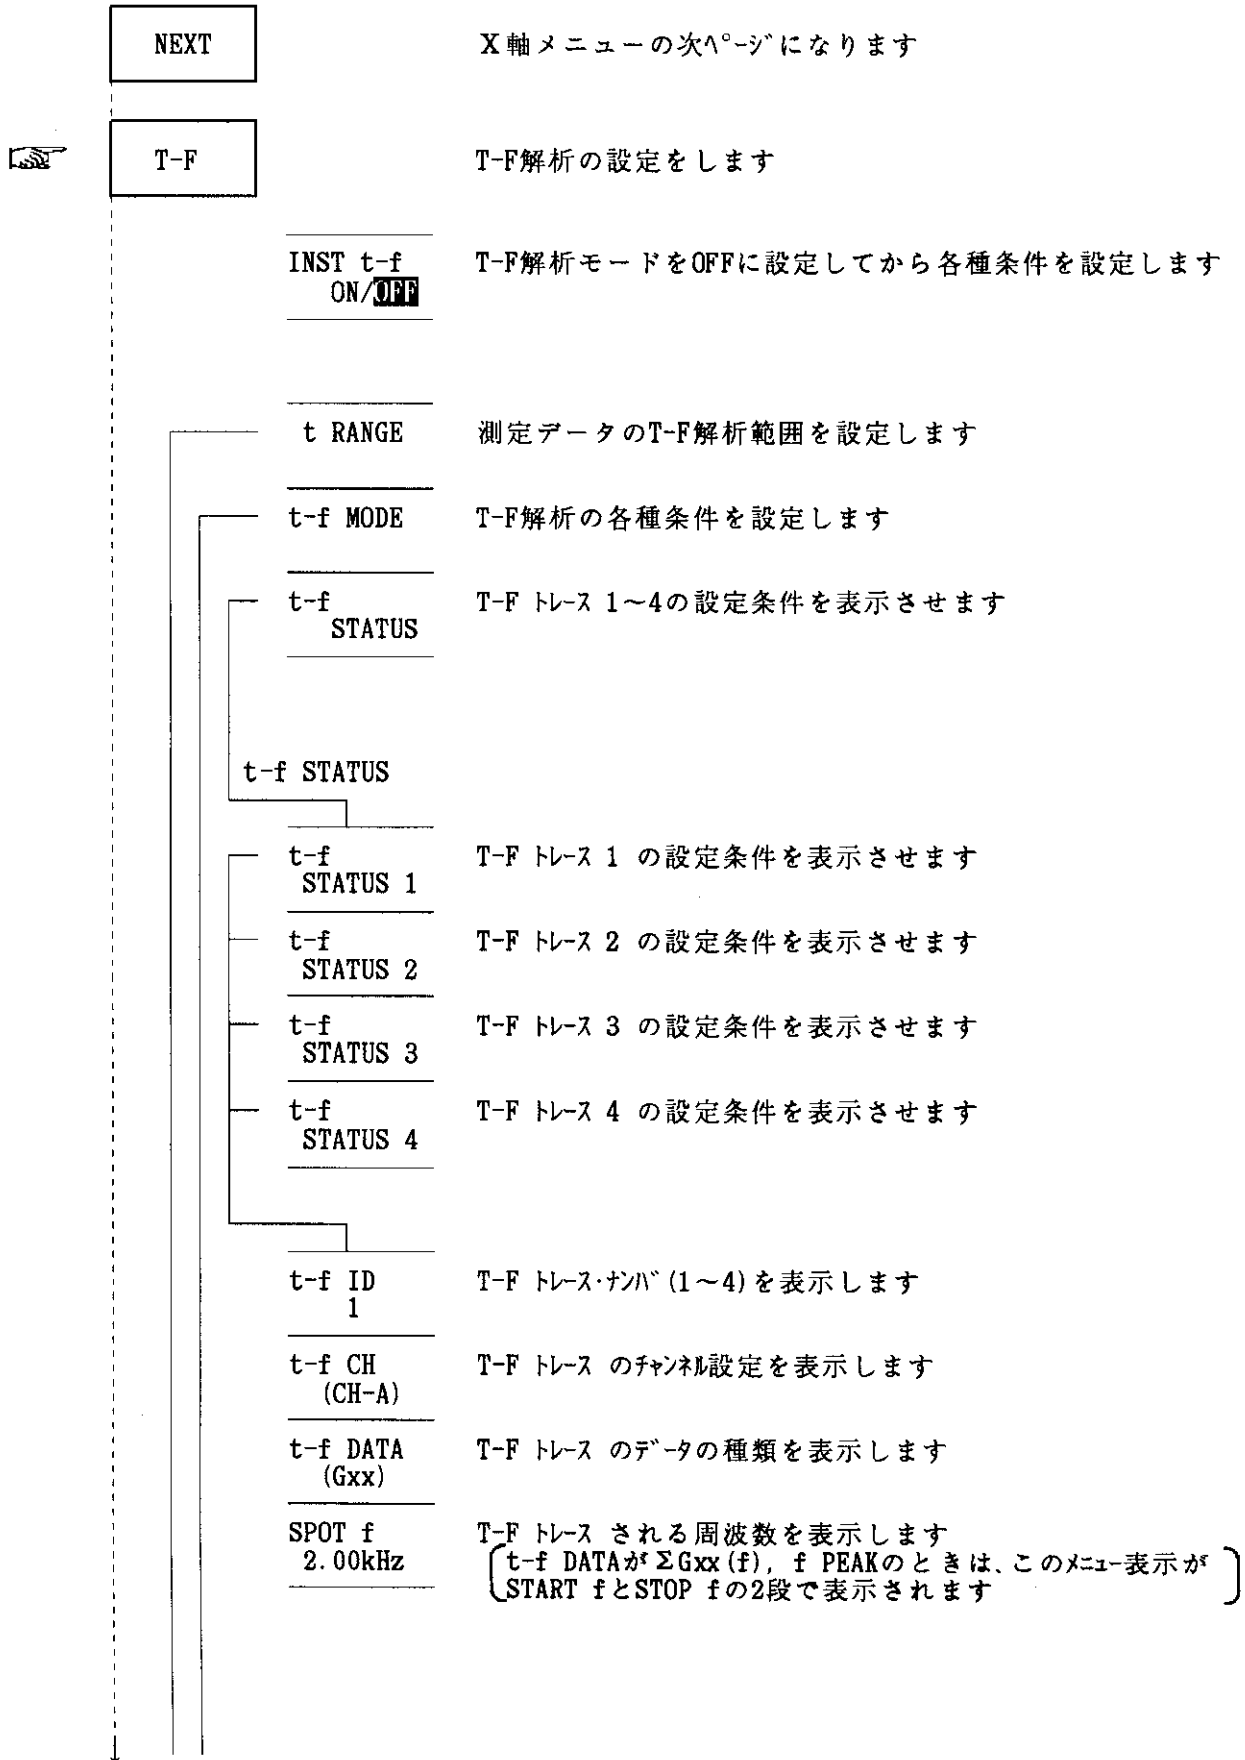 NEXT X軸メニューの次ﾍﾟｰｼﾞになります
T-F T-F解析の設定をします
INST t-f T-F解析モードをOFFに設定してから各種条件を設定します
ON/OFF
t RANGE 測定データのT-F解析範囲を設定します
t-f MODE T-F解析の各種条件を設定します
t-f T-F ﾄﾚｰｽ 1～4の設定条件を表示させます
STATUS
t-f STATUS
t-f T-F ﾄﾚｰｽ 1 の設定条件を表示させます
STATUS 1
t-f T-F ﾄﾚｰｽ 2 の設定条件を表示させます
STATUS 2
t-f T-F ﾄﾚｰｽ 3 の設定条件を表示させます
STATUS 3
t-f T-F ﾄﾚｰｽ 4 の設定条件を表示させます
STATUS 4
t-f ID T-F ﾄﾚｰｽ･ﾅﾝﾊﾞ(1～4)を表示します
1
t-f CH T-F ﾄﾚｰｽ のﾁｬﾝﾈﾙ設定を表示します
(CH-A)
t-f DATA T-F ﾄﾚｰｽ のﾃﾞｰﾀの種類を表示します
(Gxx)
SPOT f T-F ﾄﾚｰｽ される周波数を表示します
2.00kHz (t-f DATAがΣGxx(f), f PEAKのときは、このﾒﾆｭｰ表示が
START fとSTOP fの2段で表示されます)